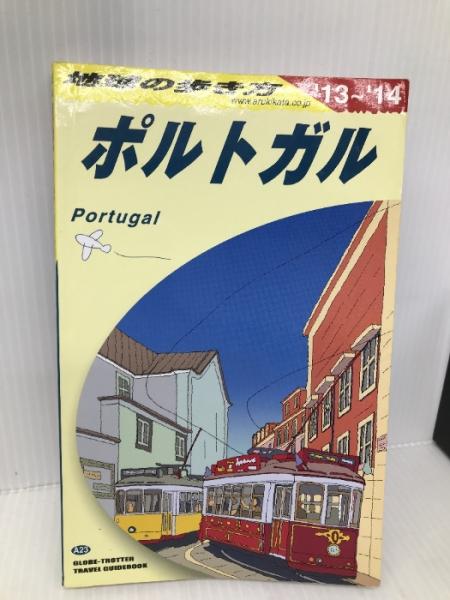 地球の歩き方
www.arukikata.co.jp
'13~'14
ポルトガル
Portugal
A23
GLOBE-TROTTER
TRAVEL GUIDEBOOK